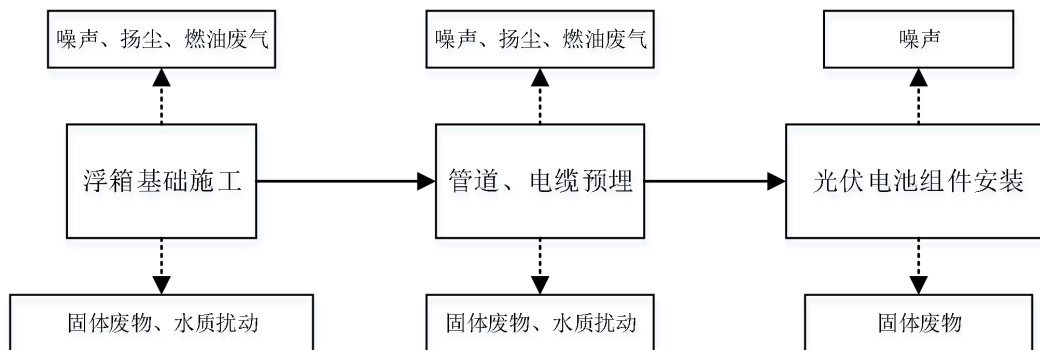 噪声、扬尘、燃油废气
噪声、扬尘、燃油废气
噪声
浮箱基础施工
管道、电缆预埋
光伏电池组件安装
固体废物、水质扰动
固体废物、水质扰动
固体废物